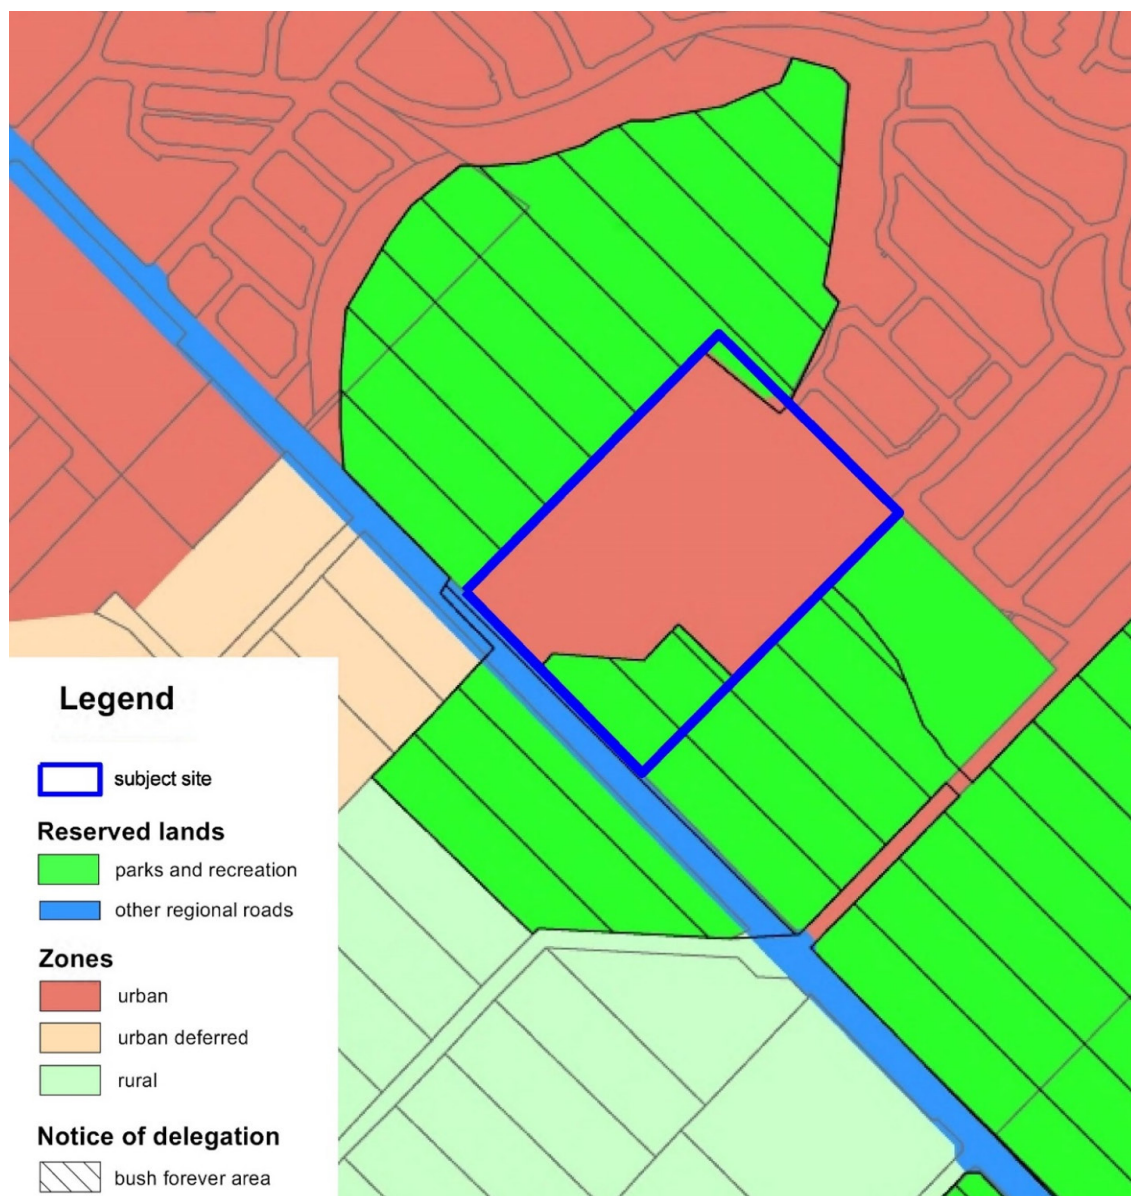 Legend
subject site
Reserved lands
parks and recreation
other regional roads
Zones
urban
urban deferred
rural
Notice of delegation
bush forever area